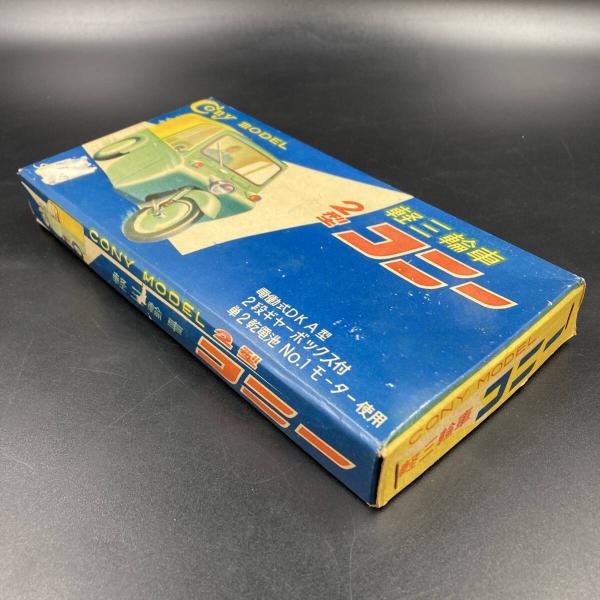 Cony MODEL
軽三輪車
コニー
2型
電動式DKA型
2段ギヤーボックス付
単2乾電池 No.1モーター使用
CONY MODEL
軽三輪車
2型
コニー
CONY MODEL
軽三輪車
コニー